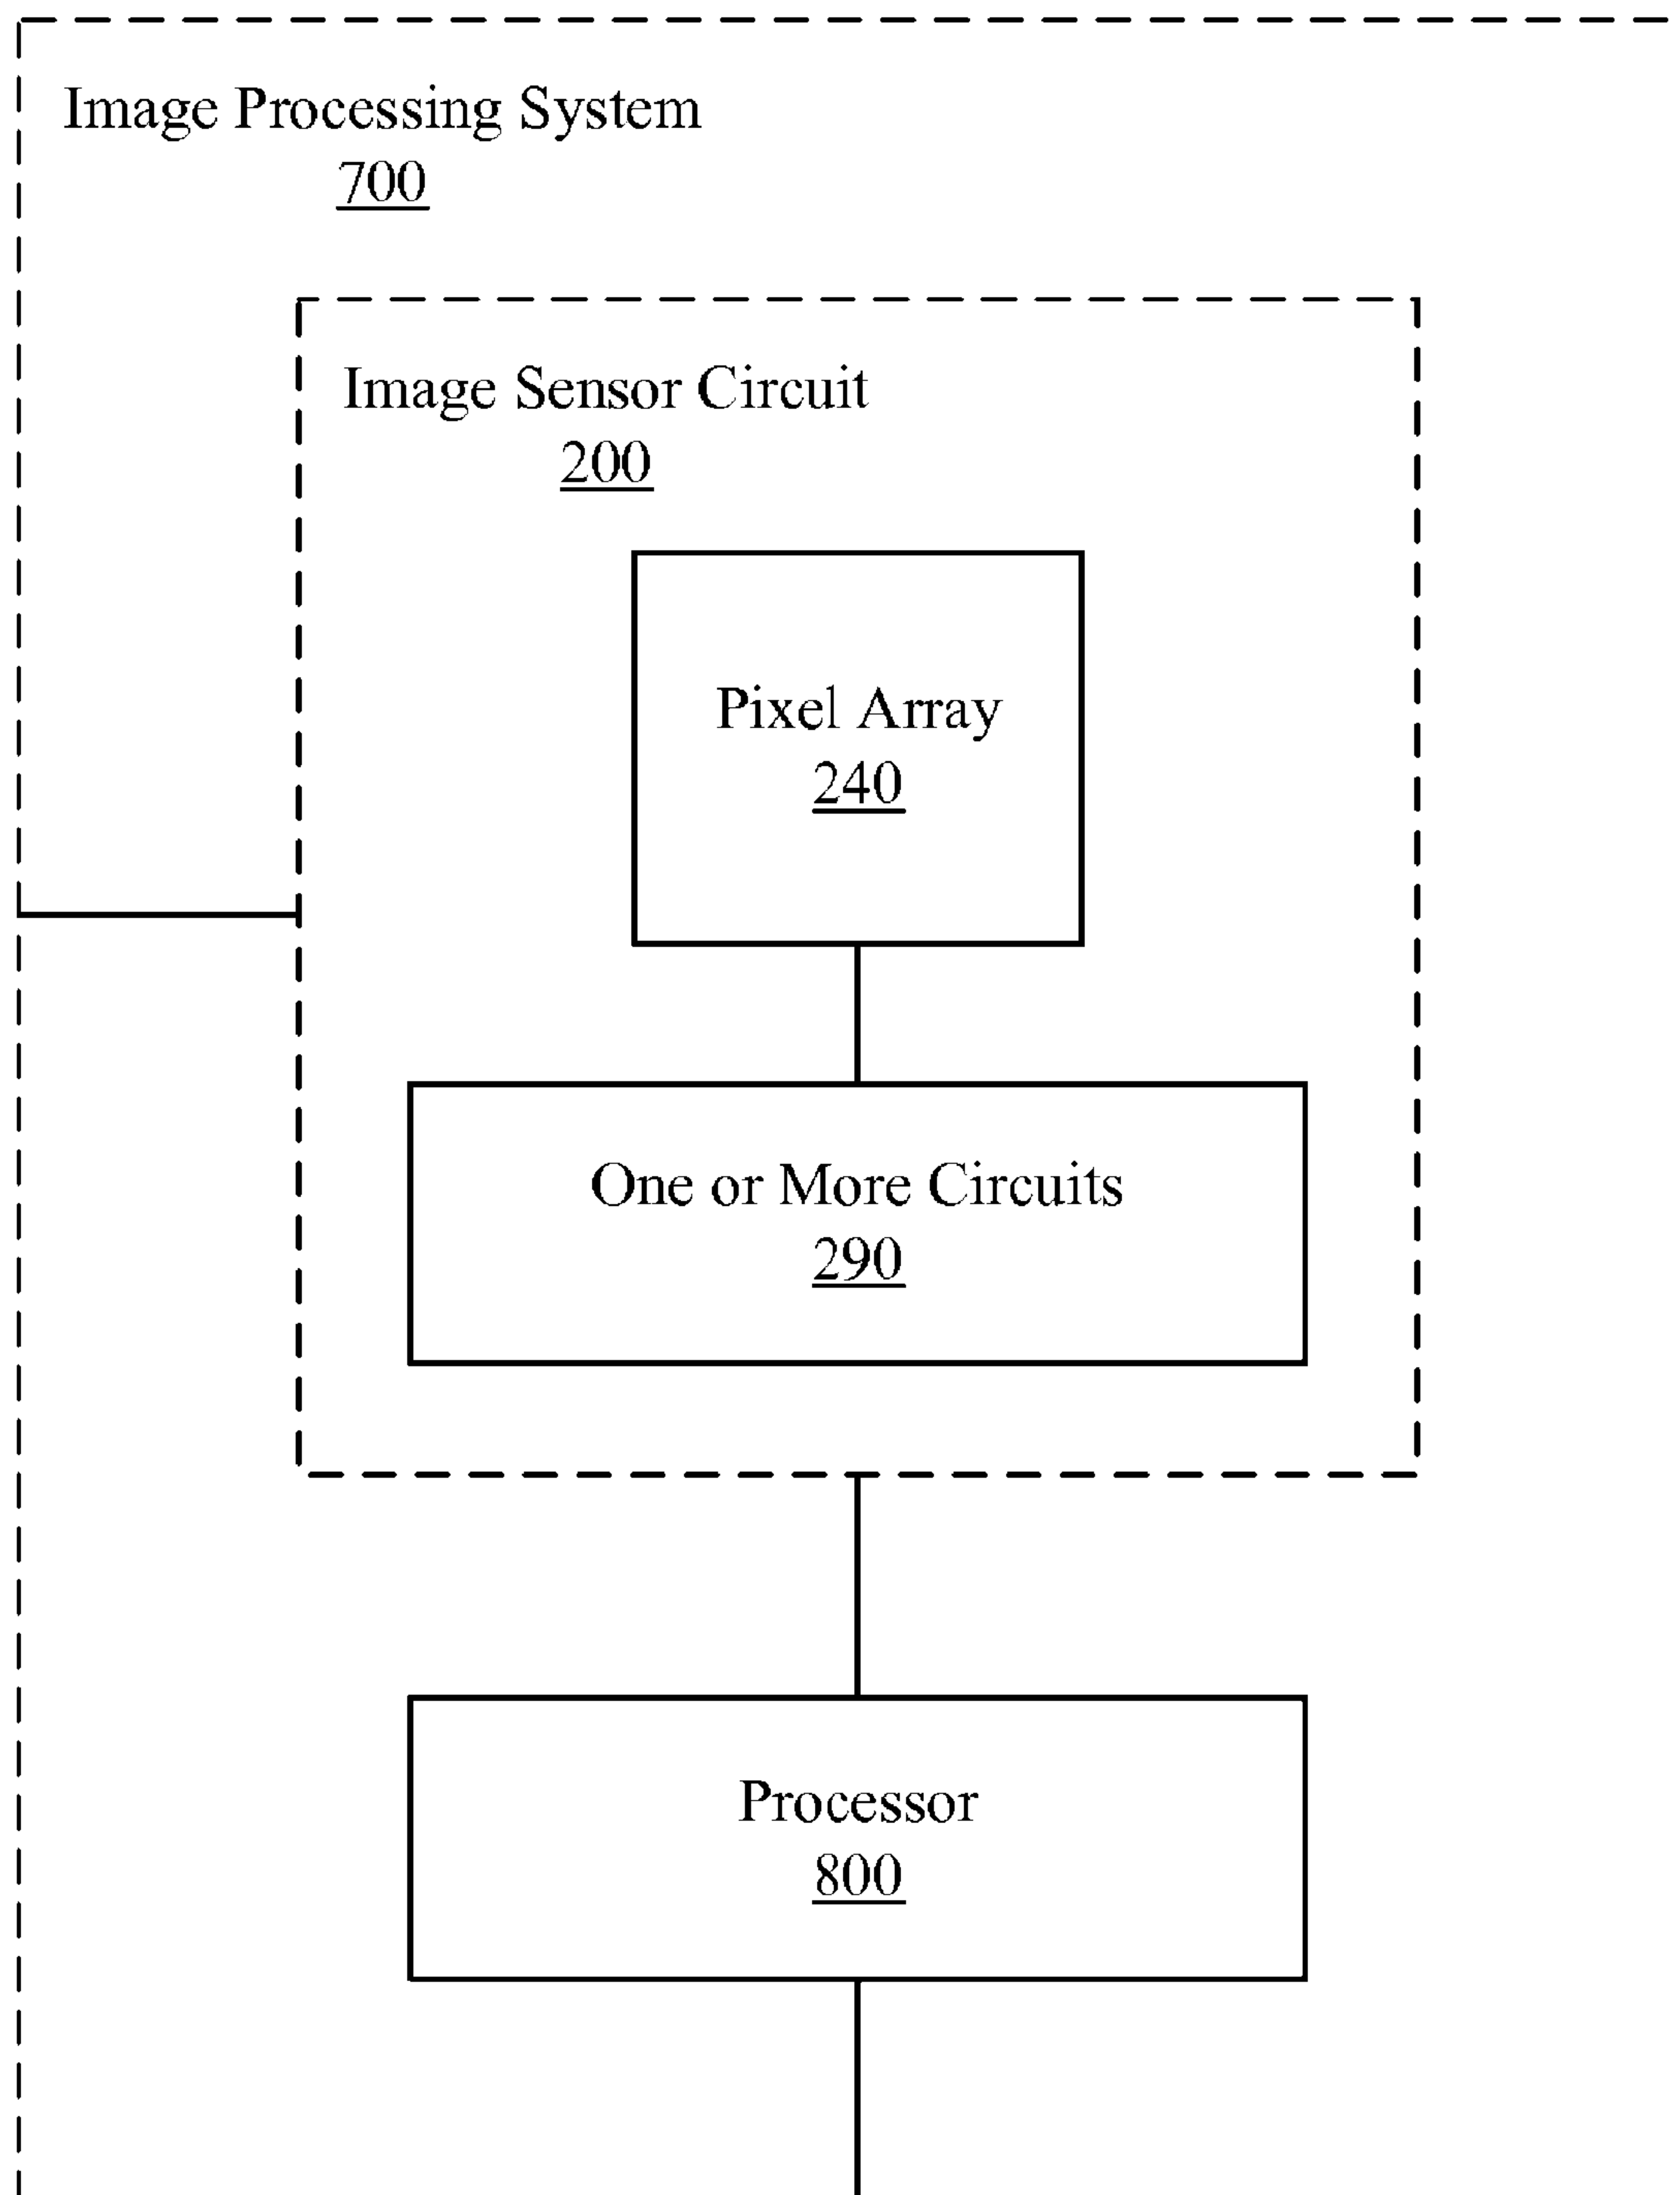 Image Processing System
700
Image Sensor Circuit
200
Pixel Array
240
One or More Circuits
290
Processor
800